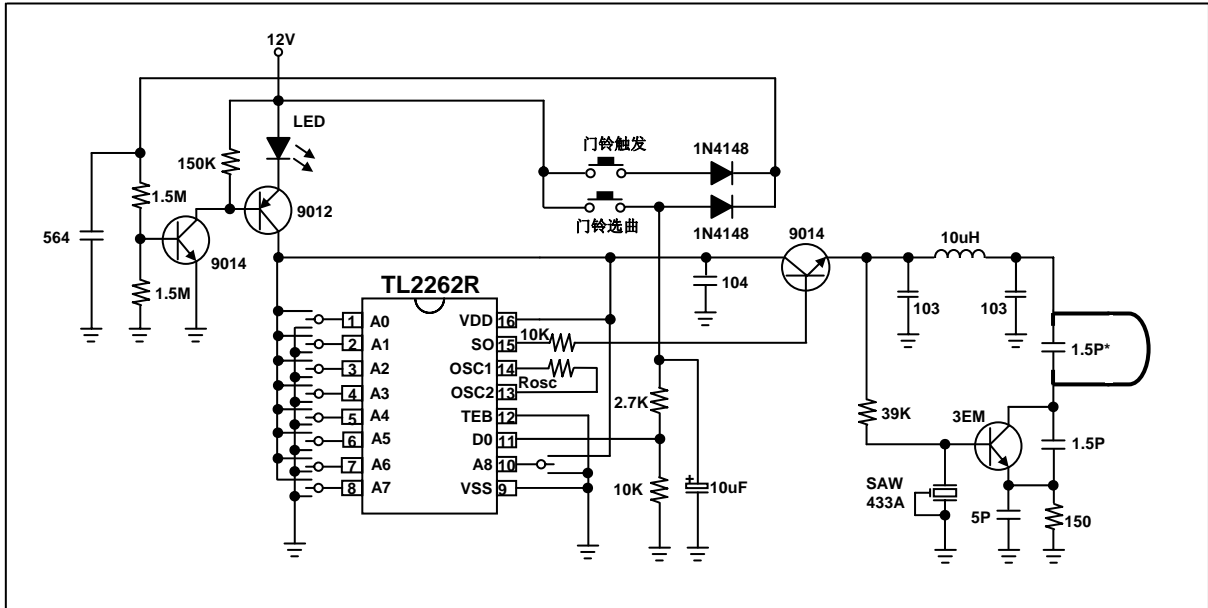 12V
LED
150K
门铃触发
1N4148
1.5M
9012
门铃选曲
1N4148
564
9014
9014
10uH
1.5M
104
103
103
TL2262R
1 A0 VDD 16
10K
2 A1 SO 15
3 A2 OSC1 14
Rosc
4 A3 OSC2 13
5 A4 TEB 12
6 A5 D0 11
7 A6 A8 10
8 A7 VSS 9
2.7K
10K
+
10uF
1.5P*
39K
3EM
1.5P
SAW
433A
5P
150